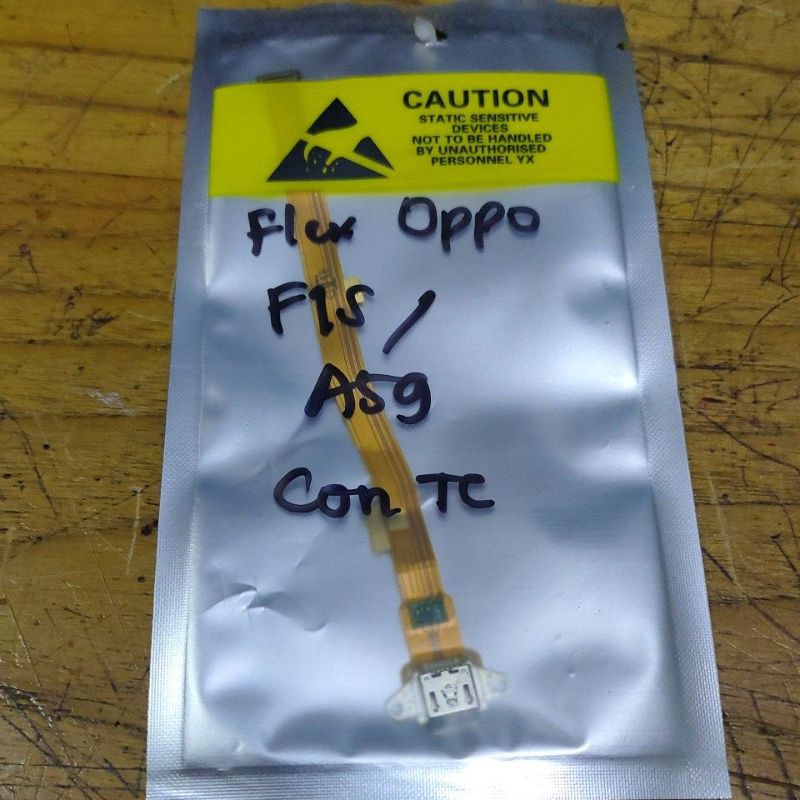 CAUTION
STATIC SENSITIVE
DEVICES
NOT TO BE HANDLED
BY UNAUTHORISED
PERSONNEL YX
Flex Oppo
F1S /
A59
Con TC